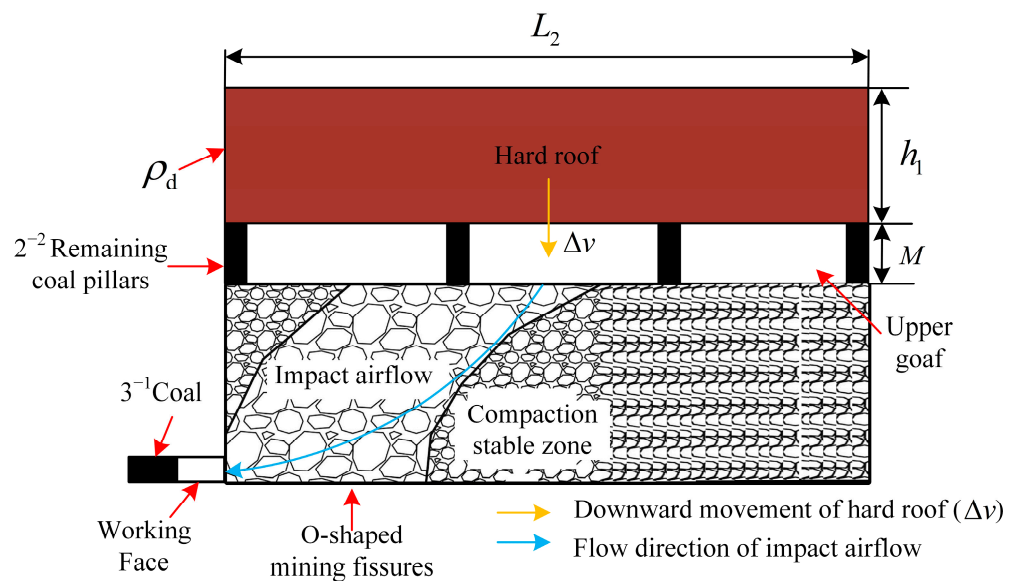 L₂
Hard roof
ρd
h₁
2⁻² Remaining
coal pillars
Δv
M
Upper
goaf
Impact airflow
3⁻¹Coal
Compaction
stable zone
Working
Face
O-shaped
mining fissures
Downward movement of hard roof (Δv)
Flow direction of impact airflow